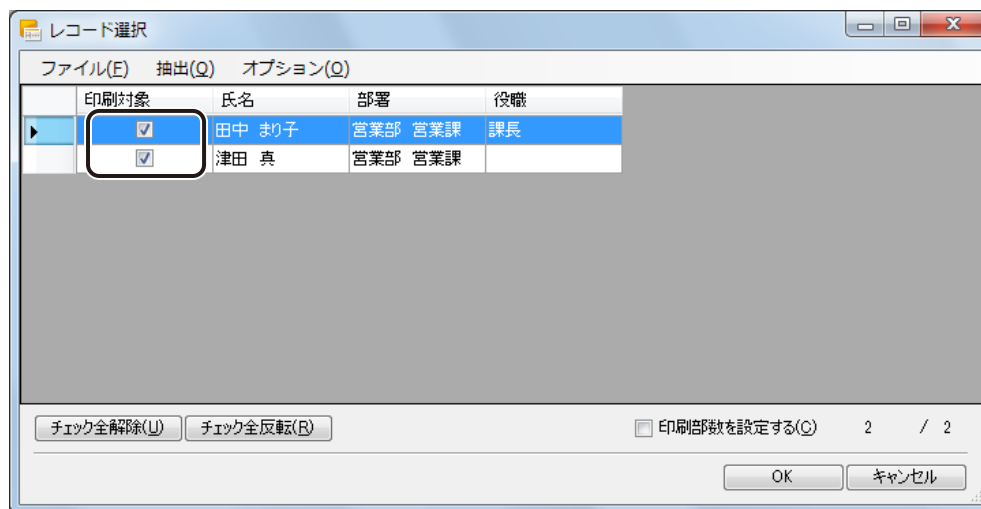 レコード選択
ファイル(F) 抽出(Q) オプション(O)
印刷対象 氏名 部署 役職
田中 まり子 営業部 営業課 課長
津田 真 営業部 営業課
チェック全解除(U) チェック全反転(R) 印刷部数を設定する(C) 2 / 2
OK キャンセル